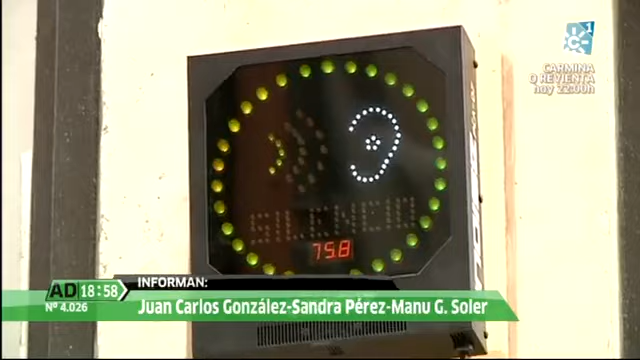 1
CARMINA
O REVIENTA
hoy 22:00h
SILENCIO
75.8
INFORMAN:
AD 18:58
Nº 4.026
Juan Carlos González-Sandra Pérez-Manu G. Soler